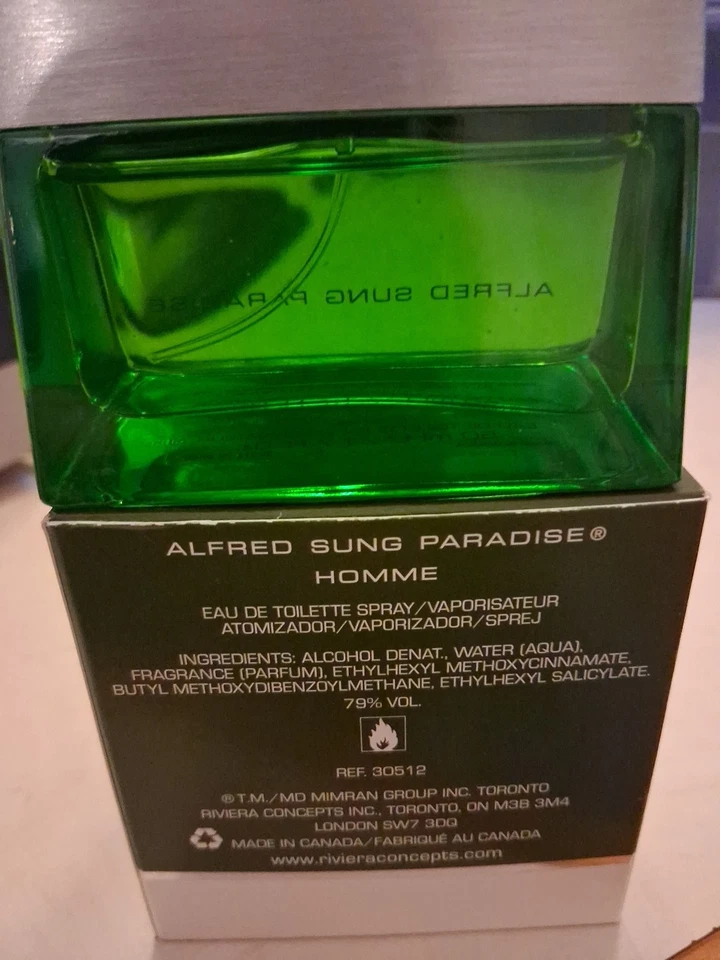 ALFRED SUNG PARADISE
ALFRED SUNG PARADISE®
HOMME
EAU DE TOILETTE SPRAY/VAPORISATEUR
ATOMIZADOR/VAPORIZADOR/SPREJ
INGREDIENTS: ALCOHOL DENAT., WATER (AQUA),
FRAGRANCE (PARFUM), ETHYLHEXYL METHOXYCINNAMATE,
BUTYL METHOXYDIBENZOYLMETHANE, ETHYLHEXYL SALICYLATE.
79% VOL.
REF. 30512
®T.M./MD MIMRAN GROUP INC. TORONTO
RIVIERA CONCEPTS INC., TORONTO, ON M3B 3M4
LONDON SW7 3DQ
MADE IN CANADA/FABRIQUÉ AU CANADA
www.rivieraconcepts.com